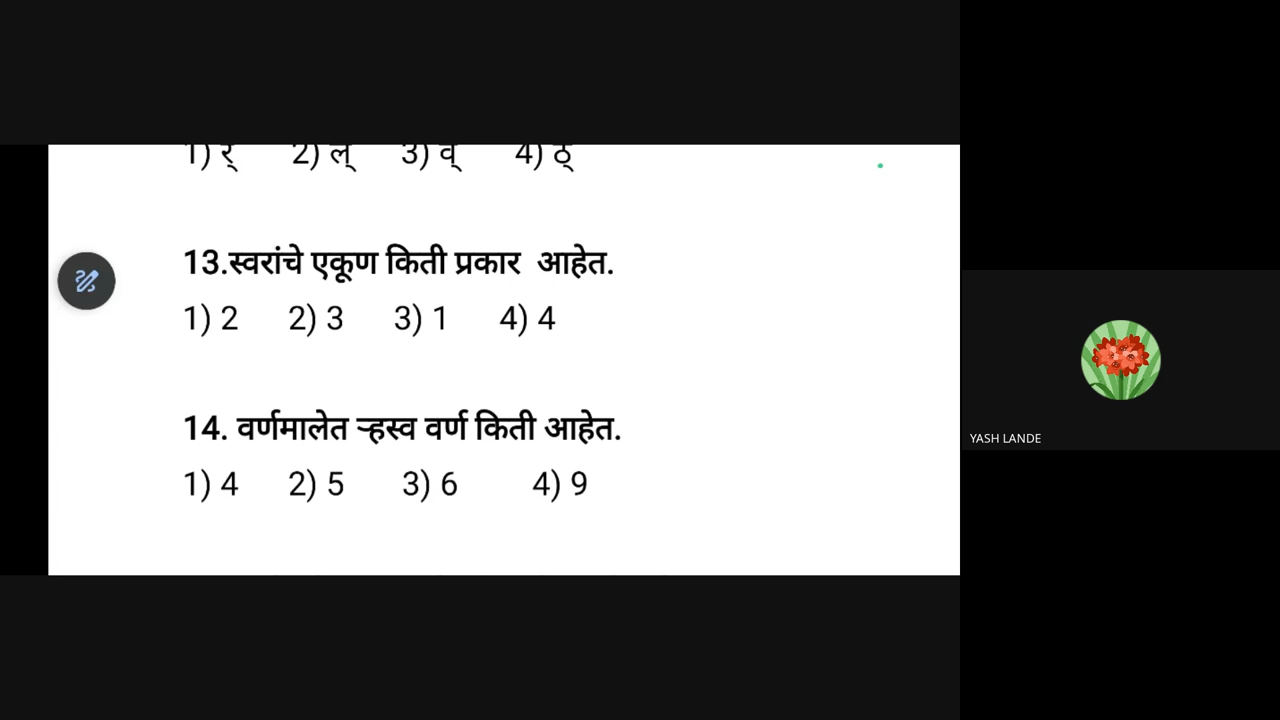 1) र्  2) ल्  3) व्  4) ठ्
13.स्वरांचे एकूण किती प्रकार  आहेत.
1) 2  2) 3  3) 1  4) 4
14. वर्णमालेत ऱ्हस्व वर्ण किती आहेत.
1) 4  2) 5  3) 6  4) 9
YASH LANDE